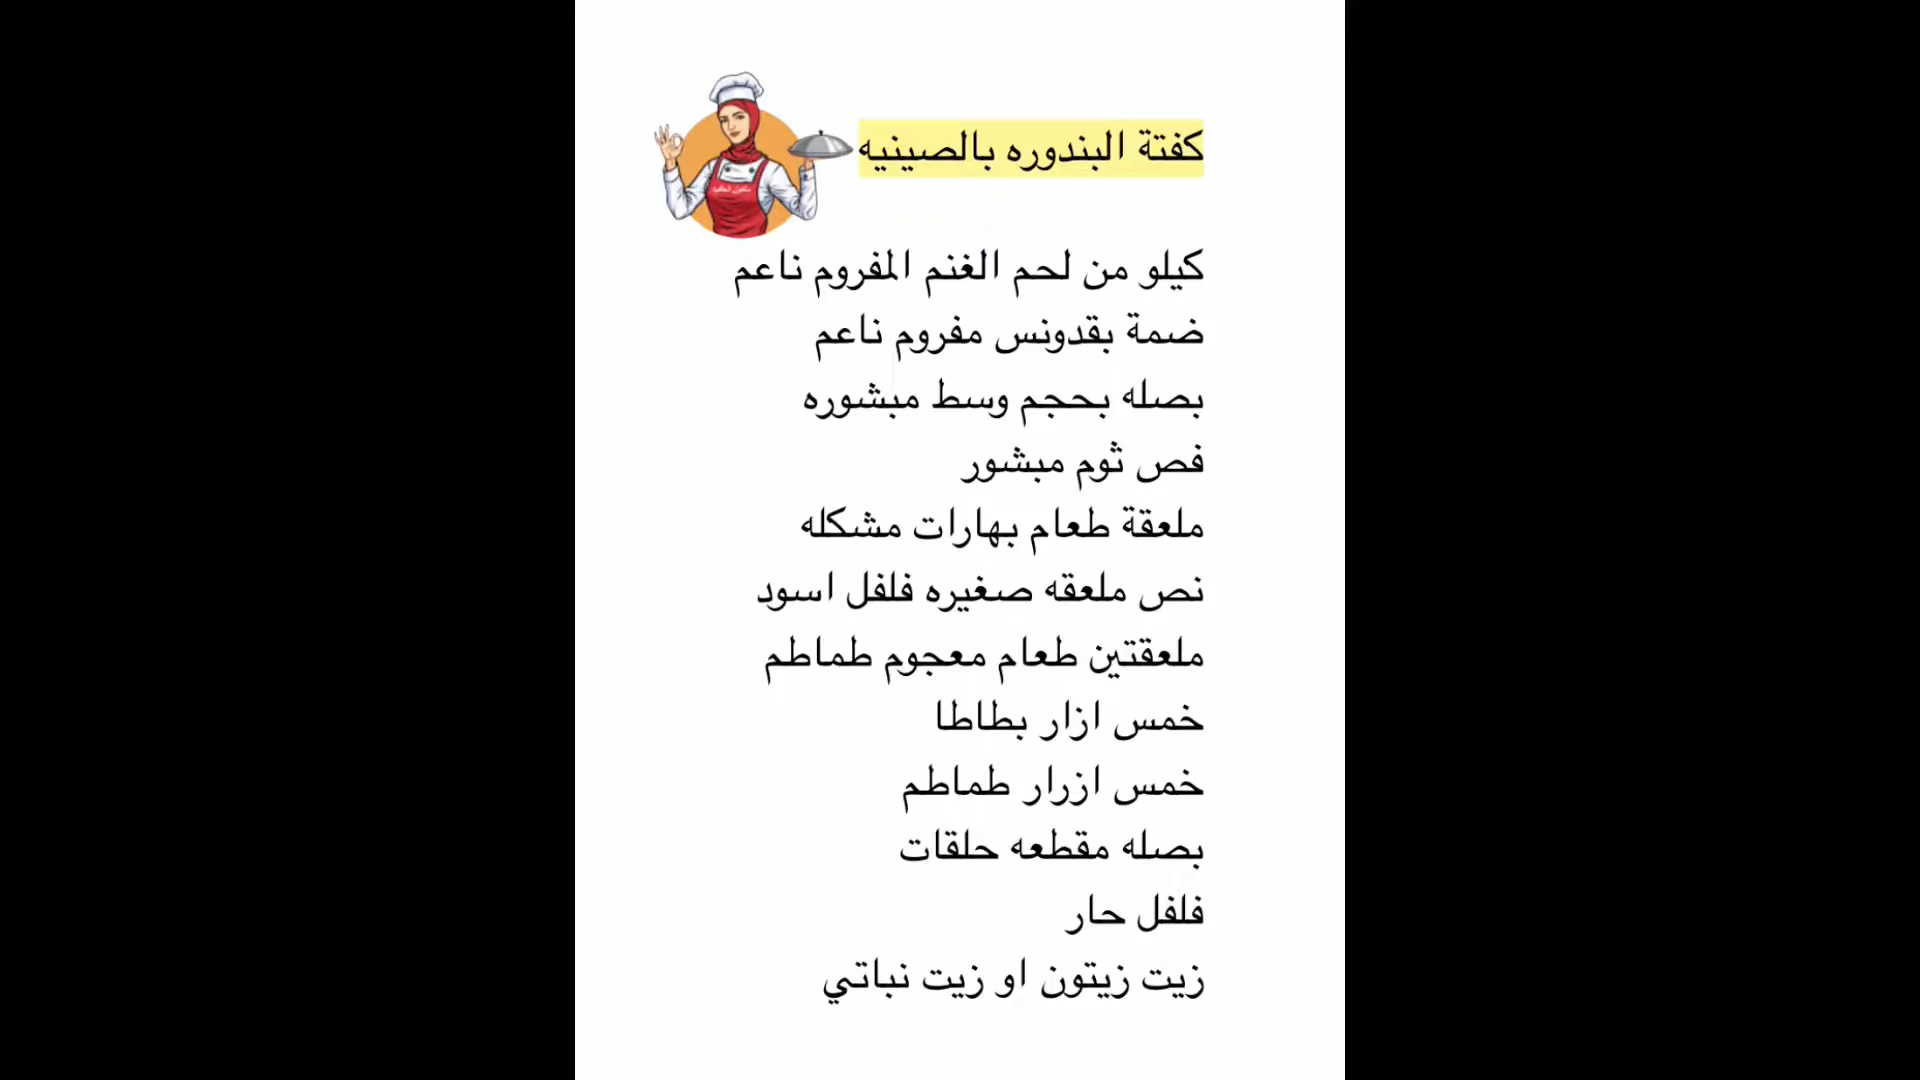 كفتة البندوره بالصينيه
كيلو من لحم الغنم المفروم ناعم
ضمة بقدونس مفروم ناعم
بصله بحجم وسط مبشوره
فص ثوم مبشور
ملعقة طعام بهارات مشكله
نص ملعقه صغيره فلفل اسود
ملعقتين طعام معجوم طماطم
خمس ازار بطاطا
خمس ازرار طماطم
بصله مقطعه حلقات
فلفل حار
زيت زيتون او زيت نباتي